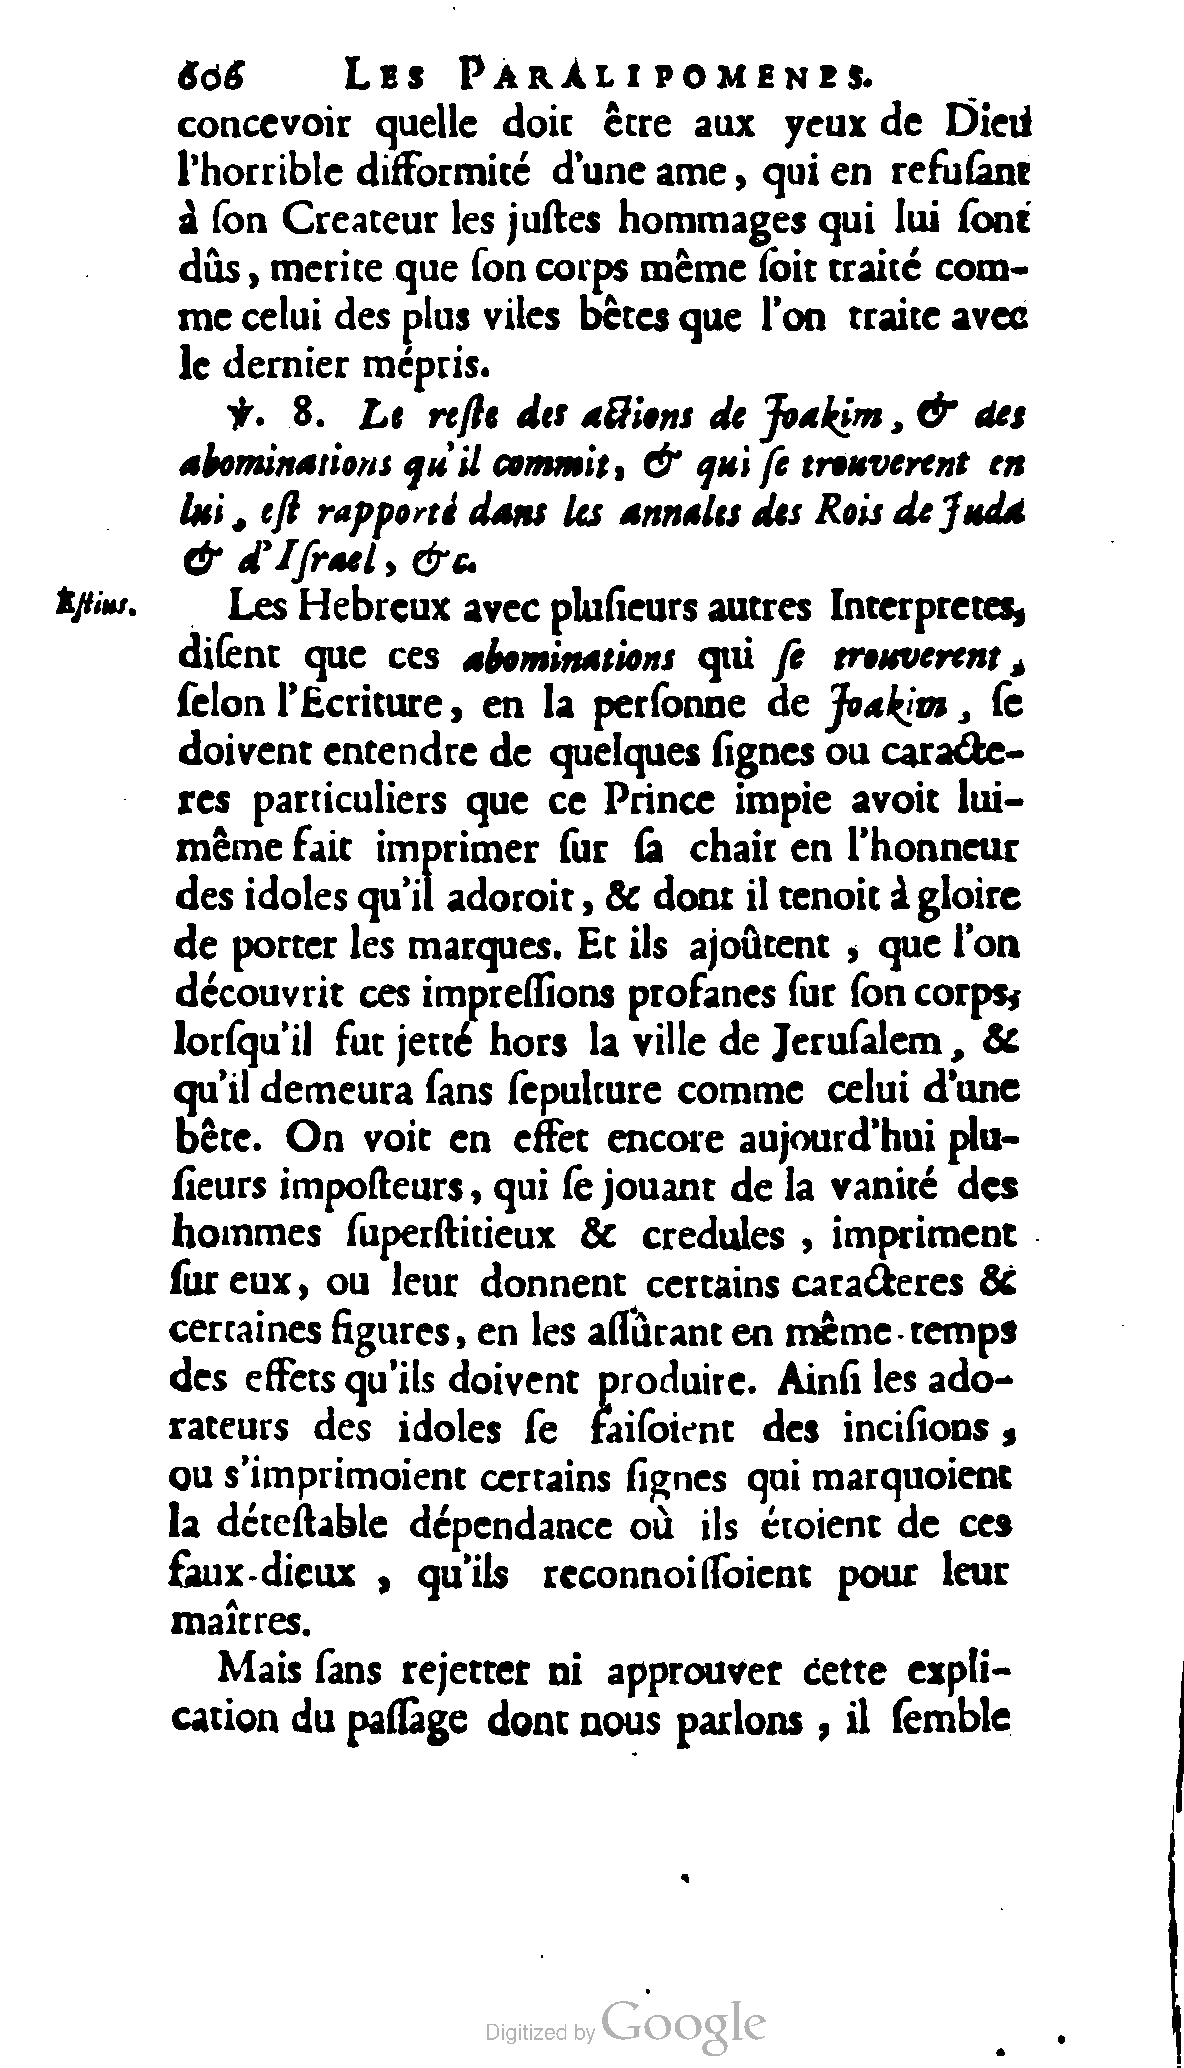 606 LES PARALIPOMENES.
concevoir quelle doit être aux yeux de Dieu
l'horrible difformité d'une ame, qui en refuſant
à ſon Createur les juſtes hommages qui lui ſont
dûs, merite que ſon corps même ſoit traité com-
me celui des plus viles bêtes que l'on traite avec
le dernier mépris.
℣. 8. Le reſte des actions de Joakim, & des
abominations qu'il commit, & qui ſe trouverent en
lui, eſt rapporté dans les annales des Rois de Juda
& d'Iſrael, &c.
Eſtius.
Les Hebreux avec pluſieurs autres Interpretes,
diſent que ces abominations qui ſe trouverent,
ſelon l'Ecriture, en la perſonne de Joakim, ſe
doivent entendre de quelques ſignes ou caracte-
res particuliers que ce Prince impie avoit lui-
même fait imprimer ſur ſa chair en l'honneur
des idoles qu'il adoroit, & dont il tenoit à gloire
de porter les marques. Et ils ajoûtent, que l'on
découvrit ces impreſſions profanes ſur ſon corps,
lorſqu'il fut jetté hors la ville de Jeruſalem, &
qu'il demeura ſans ſepulture comme celui d'une
bête. On voit en effet encore aujourd'hui plu-
ſieurs impoſteurs, qui ſe jouant de la vanité des
hommes ſuperſtitieux & credules, impriment
ſur eux, ou leur donnent certains caracteres &
certaines figures, en les aſſûrant en même-temps
des effets qu'ils doivent produire. Ainſi les ado-
rateurs des idoles ſe faiſoient des inciſions,
ou s'imprimoient certains ſignes qui marquoient
la déteſtable dépendance où ils étoient de ces
faux-dieux, qu'ils reconnoiſſoient pour leur
maîtres.
Mais ſans rejetter ni approuver cette expli-
cation du paſſage dont nous parlons, il ſemble
Digitized by Google